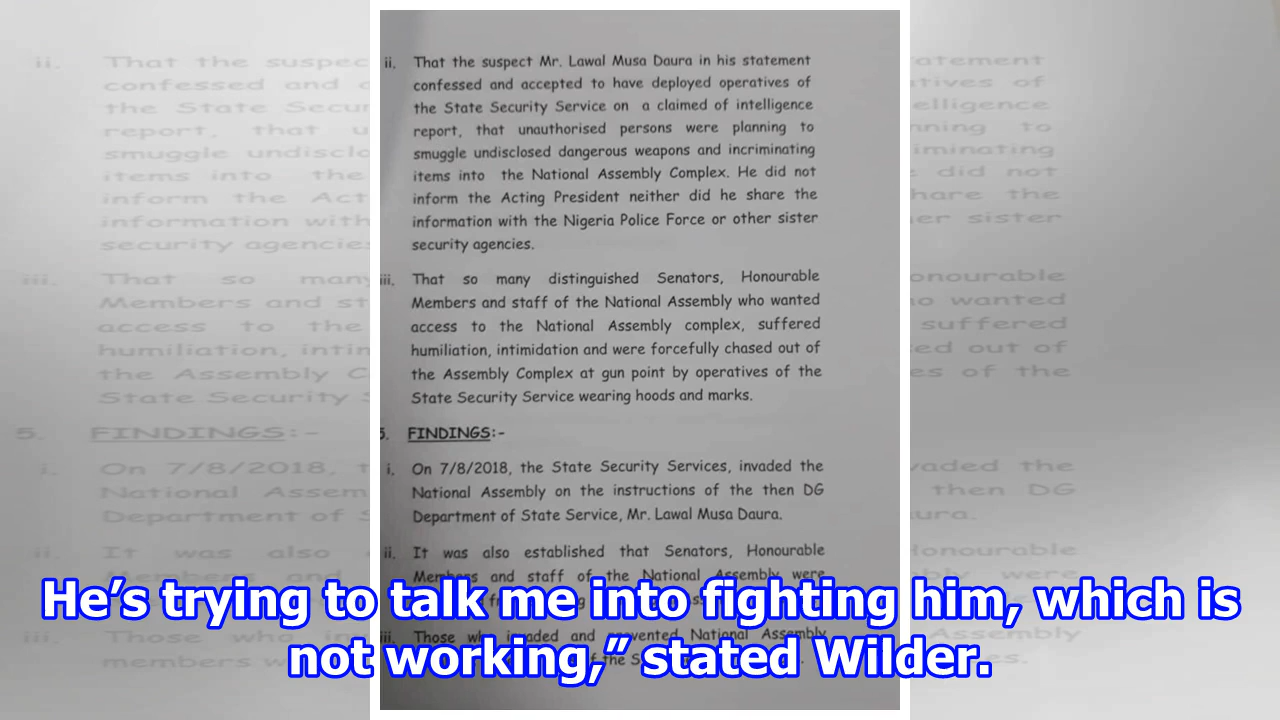 ii. That the suspect Mr. Lawal Musa Daura in his statement
confessed and accepted to have deployed operatives of
the State Security Service on a claimed of intelligence
report, that unauthorised persons were planning to
smuggle undisclosed dangerous weapons and incriminating
items into the National Assembly Complex. He did not
inform the Acting President neither did he share the
information with the Nigeria Police Force or other sister
security agencies.
iii. That so many distinguished Senators, Honourable
Members and staff of the National Assembly who wanted
access to the National Assembly complex, suffered
humiliation, intimidation and were forcefully chased out of
the Assembly Complex at gun point by operatives of the
State Security Service wearing hoods and marks.
5. FINDINGS:-
i. On 7/8/2018, the State Security Services, invaded the
National Assembly on the instructions of the then DG
Department of State Service, Mr. Lawal Musa Daura.
ii. It was also established that Senators, Honourable
Members and staff of the National Assembly were
iii. Those who invaded and prevented National Assembly
of the
He’s trying to talk me into fighting him, which is
not working,” stated Wilder.